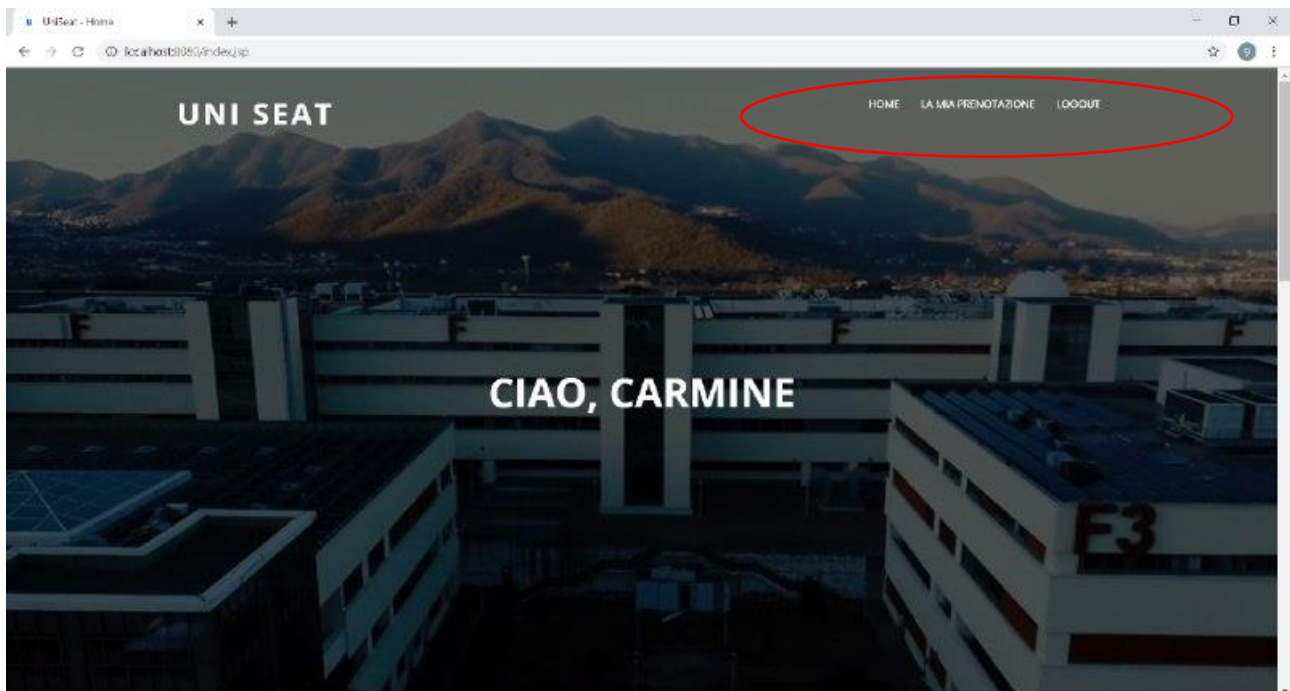 UniSeat - Home
localhost:8080/index.jsp
UNI SEAT
HOME LA MIA PRENOTAZIONE LOGOUT
F F F F
CIAO, CARMINE
F3